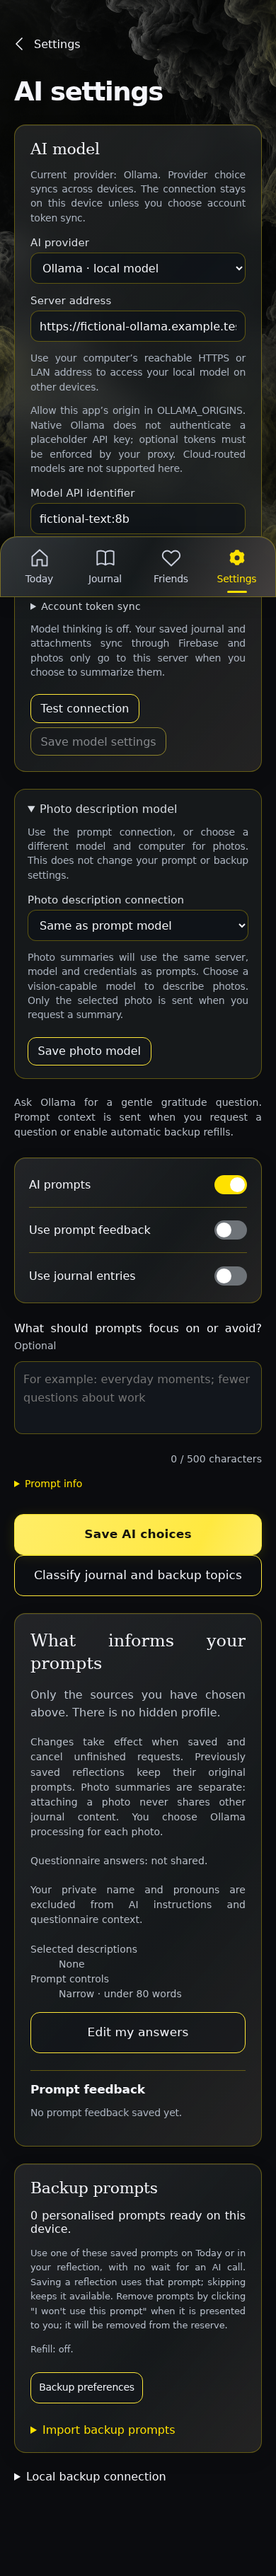 Settings
AI settings
AI model
Current provider: Ollama. Provider choice
syncs across devices. The connection stays
on this device unless you choose account
token sync.
AI provider
Ollama · local model
Server address
https://fictional-ollama.example.te
Use your computer's reachable HTTPS or
LAN address to access your local model on
other devices.
Allow this app's origin in OLLAMA_ORIGINS.
Native Ollama does not authenticate a
placeholder API key; optional tokens must
be enforced by your proxy. Cloud-routed
models are not supported here.
Model API identifier
fictional-text:8b
Today Journal Friends Settings
▶ Account token sync
Model thinking is off. Your saved journal and
attachments sync through Firebase and
photos only go to this server when you
choose to summarize them.
Test connection
Save model settings
▼ Photo description model
Use the prompt connection, or choose a
different model and computer for photos.
This does not change your prompt or backup
settings.
Photo description connection
Same as prompt model
Photo summaries will use the same server,
model and credentials as prompts. Choose a
vision-capable model to describe photos.
Only the selected photo is sent when you
request a summary.
Save photo model
Ask Ollama for a gentle gratitude question.
Prompt context is sent when you request a
question or enable automatic backup refills.
AI prompts
Use prompt feedback
Use journal entries
What should prompts focus on or avoid?
Optional
For example: everyday moments; fewer
questions about work
0 / 500 characters
▶ Prompt info
Save AI choices
Classify journal and backup topics
What informs your
prompts
Only the sources you have chosen
above. There is no hidden profile.
Changes take effect when saved and
cancel unfinished requests. Previously
saved reflections keep their original
prompts. Photo summaries are separate:
attaching a photo never shares other
journal content. You choose Ollama
processing for each photo.
Questionnaire answers: not shared.
Your private name and pronouns are
excluded from AI instructions and
questionnaire context.
Selected descriptions
None
Prompt controls
Narrow · under 80 words
Edit my answers
Prompt feedback
No prompt feedback saved yet.
Backup prompts
0 personalised prompts ready on this
device.
Use one of these saved prompts on Today or in
your reflection, with no wait for an AI call.
Saving a reflection uses that prompt; skipping
keeps it available. Remove prompts by clicking
"I won't use this prompt" when it is presented
to you; it will be removed from the reserve.
Refill: off.
Backup preferences
▶ Import backup prompts
▶ Local backup connection